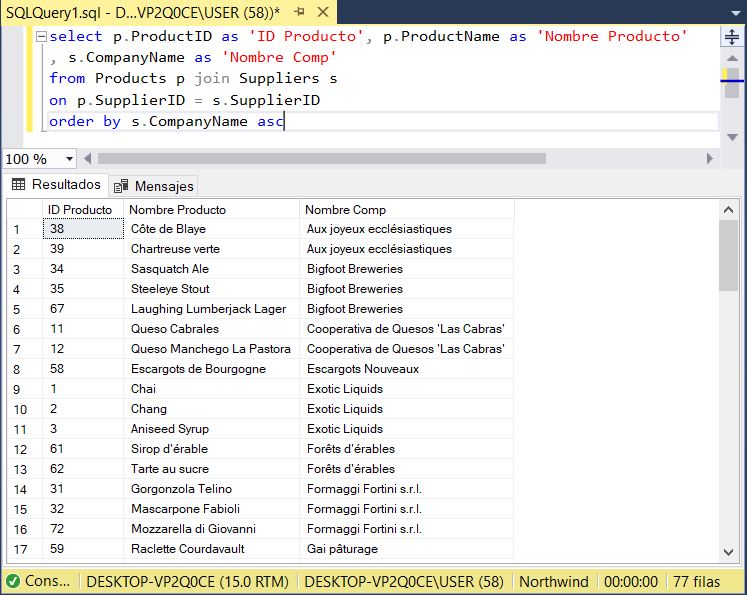 SQLQuery1.sql - D...VP2Q0CE\USER (58))*
select p.ProductID as 'ID Producto', p.ProductName as 'Nombre Producto'
, s.CompanyName as 'Nombre Comp'
from Products p join Suppliers s
on p.SupplierID = s.SupplierID
order by s.CompanyName asc
100 %
Resultados Mensajes
ID Producto Nombre Producto Nombre Comp
1 38 Côte de Blaye Aux joyeux ecclésiastiques
2 39 Chartreuse verte Aux joyeux ecclésiastiques
3 34 Sasquatch Ale Bigfoot Breweries
4 35 Steeleye Stout Bigfoot Breweries
5 67 Laughing Lumberjack Lager Bigfoot Breweries
6 11 Queso Cabrales Cooperativa de Quesos 'Las Cabras'
7 12 Queso Manchego La Pastora Cooperativa de Quesos 'Las Cabras'
8 58 Escargots de Bourgogne Escargots Nouveaux
9 1 Chai Exotic Liquids
10 2 Chang Exotic Liquids
11 3 Aniseed Syrup Exotic Liquids
12 61 Sirop d'érable Forêts d'érables
13 62 Tarte au sucre Forêts d'érables
14 31 Gorgonzola Telino Formaggi Fortini s.r.l.
15 32 Mascarpone Fabioli Formaggi Fortini s.r.l.
16 72 Mozzarella di Giovanni Formaggi Fortini s.r.l.
17 59 Raclette Courdavault Gai pâturage
Cons... DESKTOP-VP2Q0CE (15.0 RTM) DESKTOP-VP2Q0CE\USER (58) Northwind 00:00:00 77 filas